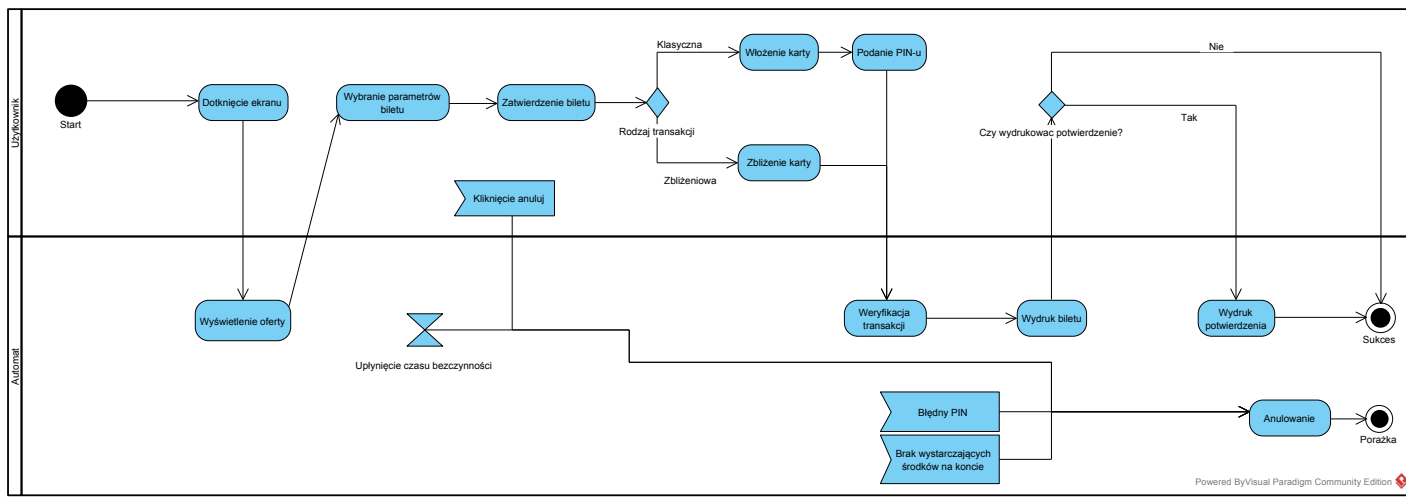 Użytkownik
Start
Dotknięcie ekranu
Wybranie parametrów
biletu
Zatwierdzenie biletu
Rodzaj transakcji
Klasyczna
Włożenie karty
Podanie PIN-u
Zbliżeniowa
Zbliżenie karty
Kliknięcie anuluj
Czy wydrukowac potwierdzenie?
Nie
Tak
Automat
Wyświetlenie oferty
Upłynięcie czasu bezczynności
Weryfikacja
transakcji
Wydruk biletu
Wydruk
potwierdzenia
Sukces
Błędny PIN
Brak wystarczających
środków na koncie
Anulowanie
Porażka
Powered ByVisual Paradigm Community Edition